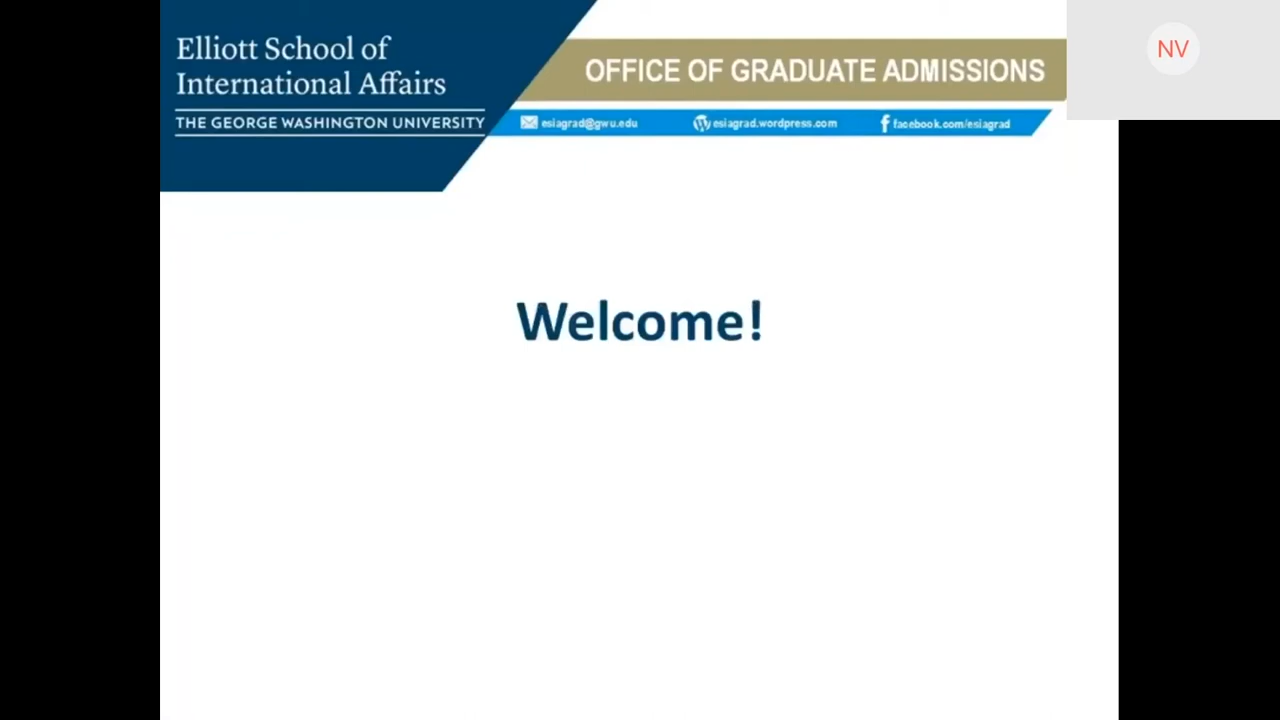 Elliott School of
International Affairs
THE GEORGE WASHINGTON UNIVERSITY
OFFICE OF GRADUATE ADMISSIONS
esiagrad@gwu.edu
esiagrad.wordpress.com
facebook.com/esiagrad
NV
Welcome!